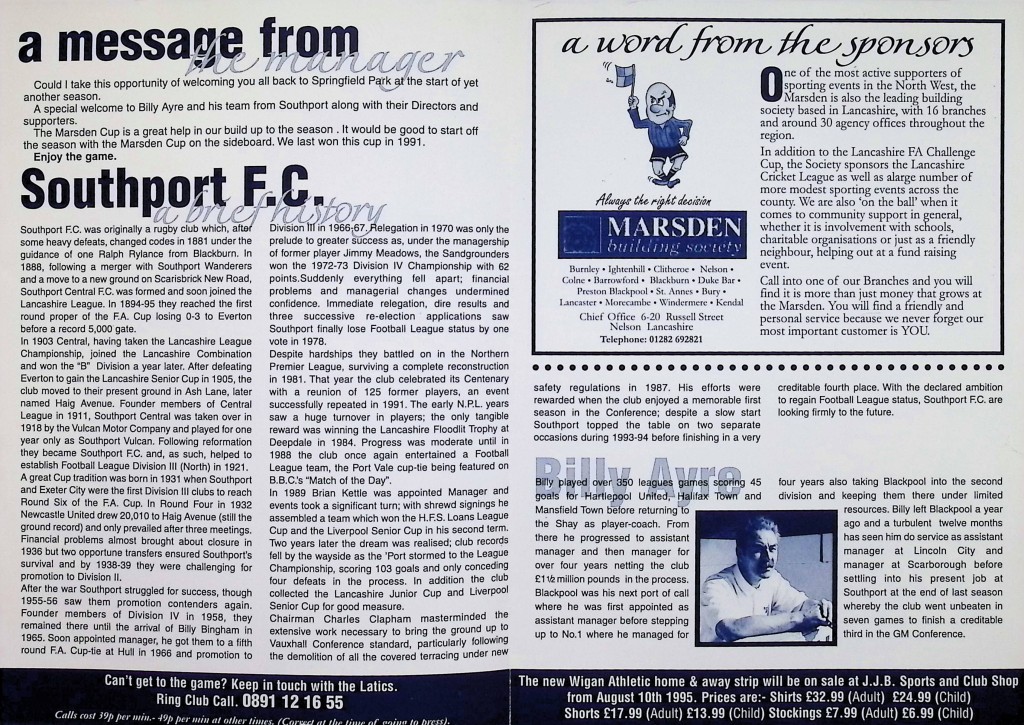 a message from
the manager
Could I take this opportunity of welcoming you all back to Springfield Park at the start of yet
another season.
A special welcome to Billy Ayre and his team from Southport along with their Directors and
supporters.
The Marsden Cup is a great help in our build up to the season . It would be good to start off
the season with the Marsden Cup on the sideboard. We last won this cup in 1991.
Enjoy the game.
Southport F.C.
a brief history
Southport F.C. was originally a rugby club which, after
some heavy defeats, changed codes in 1881 under the
guidance of one Ralph Rylance from Blackburn. In
1888, following a merger with Southport Wanderers
and a move to a new ground on Scarisbrick New Road,
Southport Central F.C. was formed and soon joined the
Lancashire League. In 1894-95 they reached the first
round proper of the F.A. Cup losing 0-3 to Everton
before a record 5,000 gate.
In 1903 Central, having taken the Lancashire League
Championship, joined the Lancashire Combination
and won the "B" Division a year later. After defeating
Everton to gain the Lancashire Senior Cup in 1905, the
club moved to their present ground in Ash Lane, later
named Haig Avenue. Founder members of Central
League in 1911, Southport Central was taken over in
1918 by the Vulcan Motor Company and played for one
year only as Southport Vulcan. Following reformation
they became Southport F.C. and, as such, helped to
establish Football League Division III (North) in 1921.
A great Cup tradition was born in 1931 when Southport
and Exeter City were the first Division III clubs to reach
Round Six of the F.A. Cup. In Round Four in 1932
Newcastle United drew 20,010 to Haig Avenue (still the
ground record) and only prevailed after three meetings.
Financial problems almost brought about closure in
1936 but two opportune transfers ensured Southport's
survival and by 1938-39 they were challenging for
promotion to Division II.
After the war Southport struggled for success, though
1955-56 saw them promotion contenders again.
Founder members of Division IV in 1958, they
remained there until the arrival of Billy Bingham in
1965. Soon appointed manager, he got them to a fifth
round F.A. Cup-tie at Hull in 1966 and promotion to
Division III in 1966-67. Relegation in 1970 was only the
prelude to greater success as, under the managership
of former player Jimmy Meadows, the Sandgrounders
won the 1972-73 Division IV Championship with 62
points.Suddenly everything fell apart; financial
problems and managerial changes undermined
confidence. Immediate relegation, dire results and
three successive re-election applications saw
Southport finally lose Football League status by one
vote in 1978.
Despite hardships they battled on in the Northern
Premier League, surviving a complete reconstruction
in 1981. That year the club celebrated its Centenary
with a reunion of 125 former players, an event
successfully repeated in 1991. The early N.P.L. years
saw a huge turnover in players; the only tangible
reward was winning the Lancashire Floodlit Trophy at
Deepdale in 1984. Progress was moderate until in
1988 the club once again entertained a Football
League team, the Port Vale cup-tie being featured on
B.B.C.'s "Match of the Day".
In 1989 Brian Kettle was appointed Manager and
events took a significant turn; with shrewd signings he
assembled a team which won the H.F.S. Loans League
Cup and the Liverpool Senior Cup in his second term.
Two years later the dream was realised; club records
fell by the wayside as the 'Port stormed to the League
Championship, scoring 103 goals and only conceding
four defeats in the process. In addition the club
collected the Lancashire Junior Cup and Liverpool
Senior Cup for good measure.
Chairman Charles Clapham masterminded the
extensive work necessary to bring the ground up to
Vauxhall Conference standard, particularly following
the demolition of all the covered terracing under new
Can't get to the game? Keep in touch with the Latics.
Ring Club Call. 0891 12 16 55
Calls cost 39p per min.- 49p per min at other times. (Correct at the time of going to press).
a word from the sponsors
Always the right decision
MARSDEN
building society
Burnley • Ightenhill • Clitheroe • Nelson •
Colne • Barrowford • Blackburn • Duke Bar •
Preston Blackpool • St. Annes • Bury •
Lancaster • Morecambe • Windermere • Kendal
Chief Office 6-20 Russell Street
Nelson Lancashire
Telephone: 01282 692821
One of the most active supporters of
sporting events in the North West, the
Marsden is also the leading building
society based in Lancashire, with 16 branches
and around 30 agency offices throughout the
region.
In addition to the Lancashire FA Challenge
Cup, the Society sponsors the Lancashire
Cricket League as well as alarge number of
more modest sporting events across the
county. We are also 'on the ball' when it
comes to community support in general,
whether it is involvement with schools,
charitable organisations or just as a friendly
neighbour, helping out at a fund raising
event.
Call into one of our Branches and you will
find it is more than just money that grows at
the Marsden. You will find a friendly and
personal service because we never forget our
most important customer is YOU.
safety regulations in 1987. His efforts were
rewarded when the club enjoyed a memorable first
season in the Conference; despite a slow start
Southport topped the table on two separate
occasions during 1993-94 before finishing in a very
creditable fourth place. With the declared ambition
to regain Football League status, Southport F.C. are
looking firmly to the future.
Billy Ayre
Billy played over 350 leagues games scoring 45
goals for Hartlepool United, Halifax Town and
Mansfield Town before returning to
the Shay as player-coach. From
there he progressed to assistant
manager and then manager for
over four years netting the club
£1½ million pounds in the process.
Blackpool was his next port of call
where he was first appointed as
assistant manager before stepping
up to No.1 where he managed for
four years also taking Blackpool into the second
division and keeping them there under limited
resources. Billy left Blackpool a year
ago and a turbulent twelve months
has seen him do service as assistant
manager at Lincoln City and
manager at Scarborough before
settling into his present job at
Southport at the end of last season
whereby the club went unbeaten in
seven games to finish a creditable
third in the GM Conference.
The new Wigan Athletic home & away strip will be on sale at J.J.B. Sports and Club Shop
from August 10th 1995. Prices are:- Shirts £32.99 (Adult) £24.99 (Child)
Shorts £17.99 (Adult) £13.99 (Child) Stockings £7.99 (Adult) £6.99 (Child)